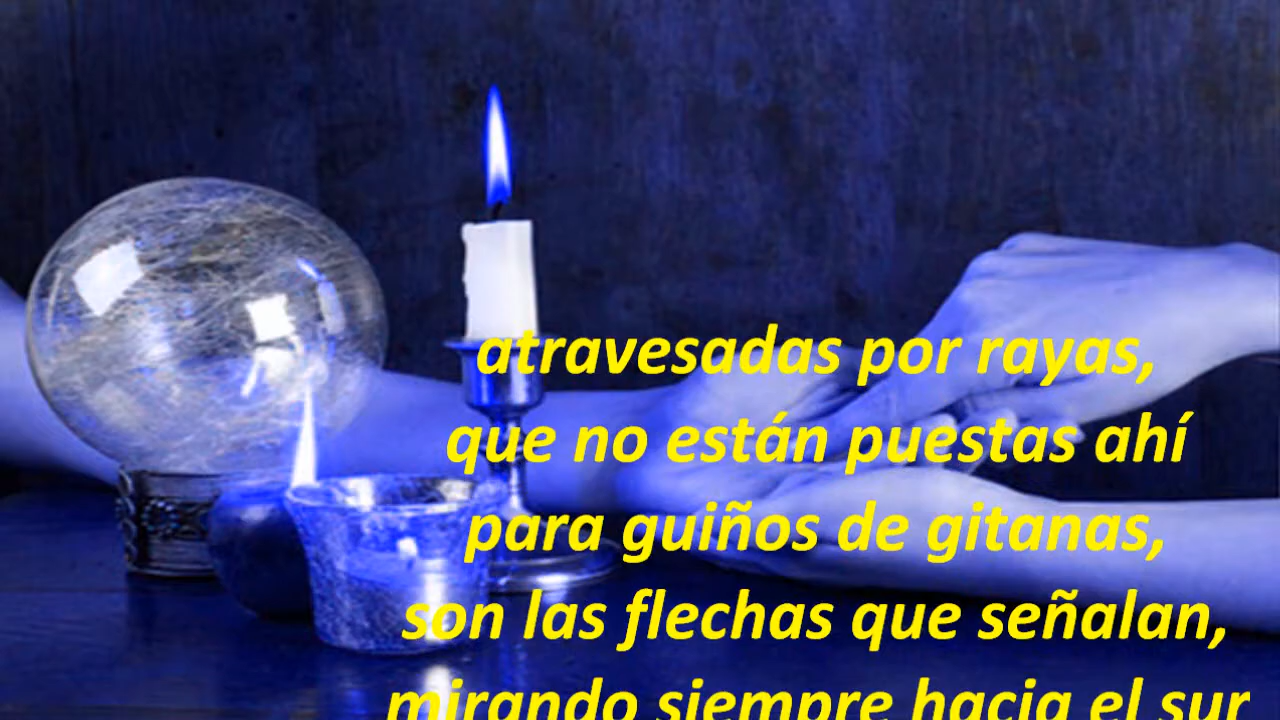 atravesadas por rayas,
que no están puestas ahí
para guiños de gitanas,
son las flechas que señalan,
mirando siempre hacia el sur